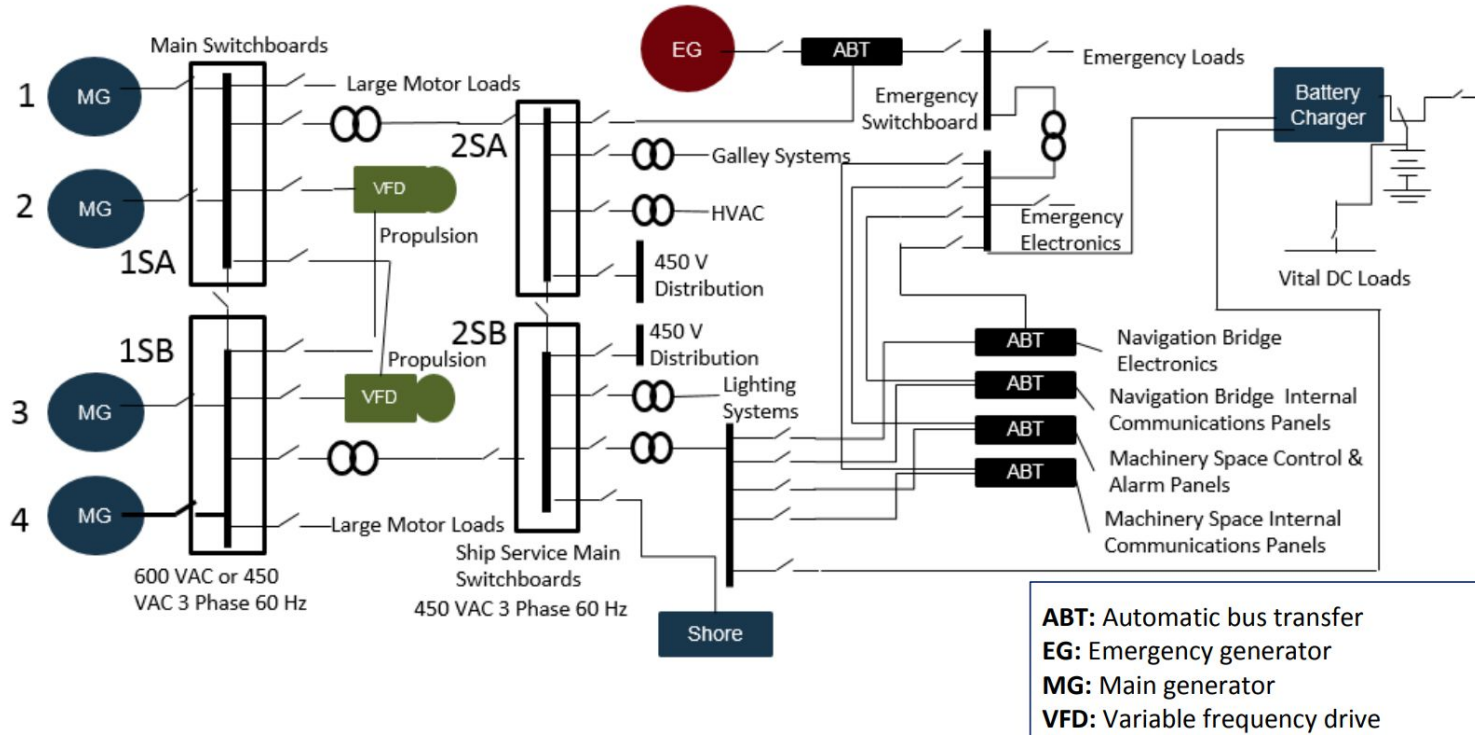 Main Switchboards
1
MG
Large Motor Loads
EG
ABT
Emergency Loads
Emergency
Switchboard
Battery
Charger
2SA
Galley Systems
2
MG
VFD
Propulsion
HVAC
Emergency
Electronics
1SA
450 V
Distribution
Vital DC Loads
1SB
2SB
450 V
Distribution
Propulsion
3
MG
VFD
Lighting
Systems
ABT
Navigation Bridge
Electronics
ABT
Navigation Bridge Internal
Communications Panels
ABT
Machinery Space Control &
Alarm Panels
ABT
Machinery Space Internal
Communications Panels
4
MG
Large Motor Loads
600 VAC or 450
VAC 3 Phase 60 Hz
Ship Service Main
Switchboards
450 VAC 3 Phase 60 Hz
Shore
ABT: Automatic bus transfer
EG: Emergency generator
MG: Main generator
VFD: Variable frequency drive